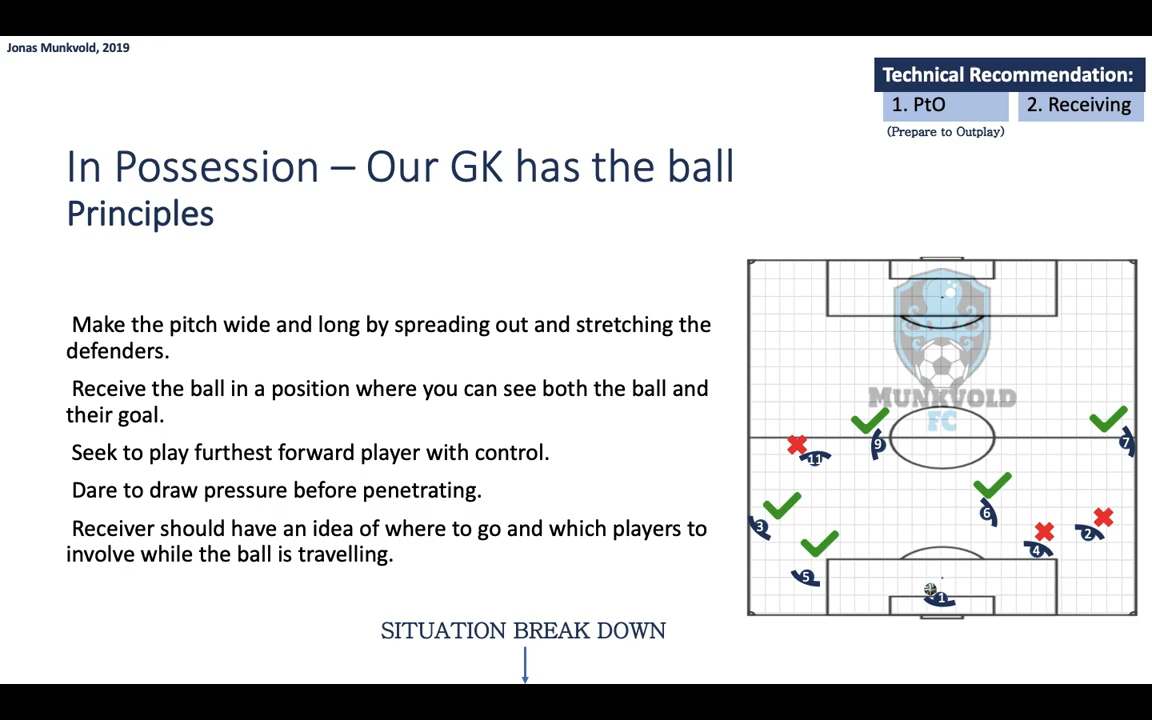 Jonas Munkvold, 2019
Technical Recommendation:
1. PtO
2. Receiving
(Prepare to Outplay)
In Possession – Our GK has the ball
Principles
Make the pitch wide and long by spreading out and stretching the
defenders.
Receive the ball in a position where you can see both the ball and
their goal.
Seek to play furthest forward player with control.
Dare to draw pressure before penetrating.
Receiver should have an idea of where to go and which players to
involve while the ball is travelling.
SITUATION BREAK DOWN
MUNKVOLD
FC
9
7
11
3
6
2
4
5
1